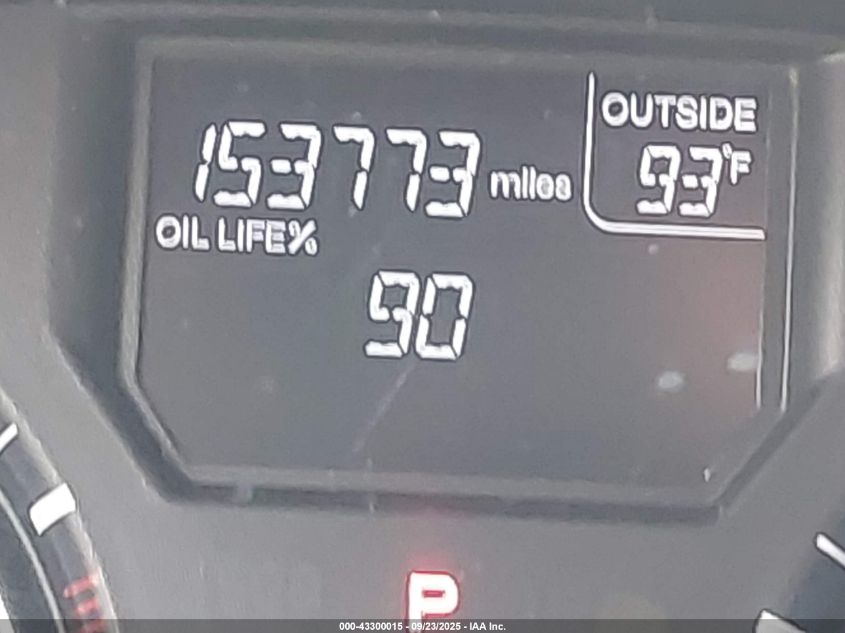 OUTSIDE
153773 miles 93°F
OIL LIFE%
90
P
000-43300015 - 09/23/2025 - IAA Inc.